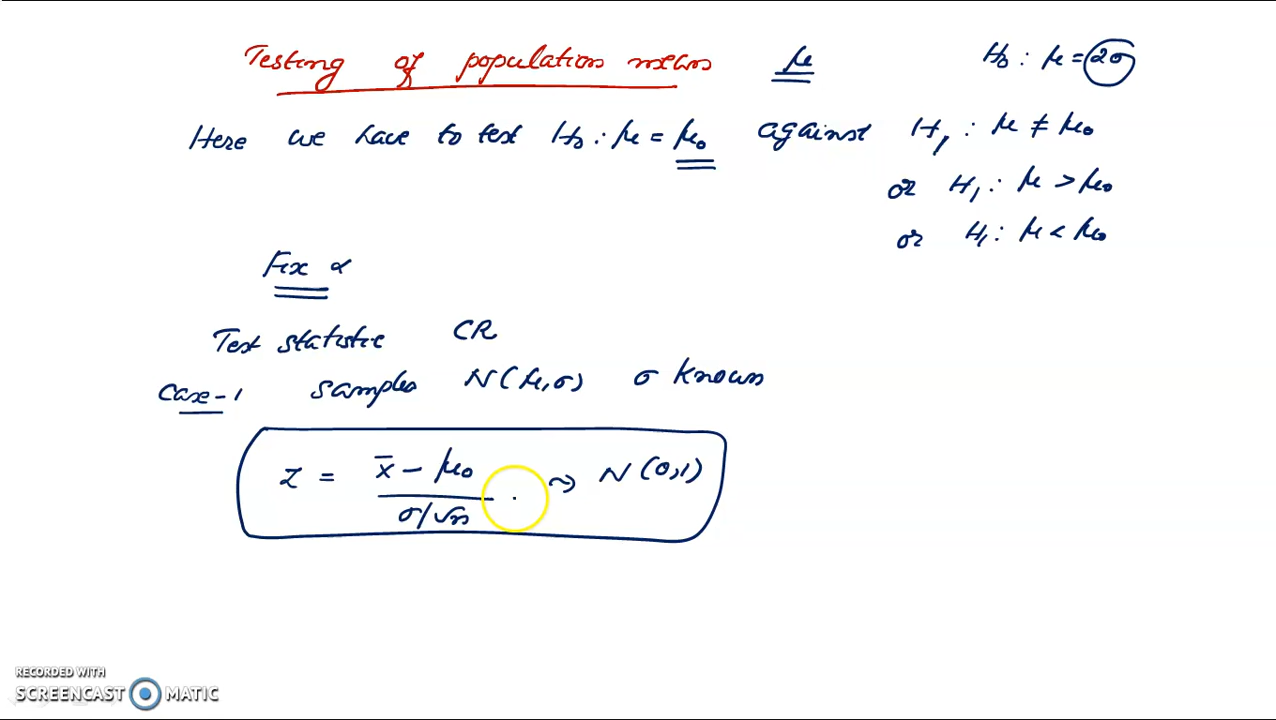 Testing of population means μ
H₀ : μ = 20
Here we have to test H₀ : μ = μ₀ against H₁ : μ ≠ μ₀
or H₁ : μ > μ₀
or H₁ : μ < μ₀
Fix α
Test statistic CR
Case-1 samples N(μ,σ) σ known
Z = x̄ - μ₀ / σ/√n ~> N(0,1)
RECORDED WITH
SCREENCAST MATIC